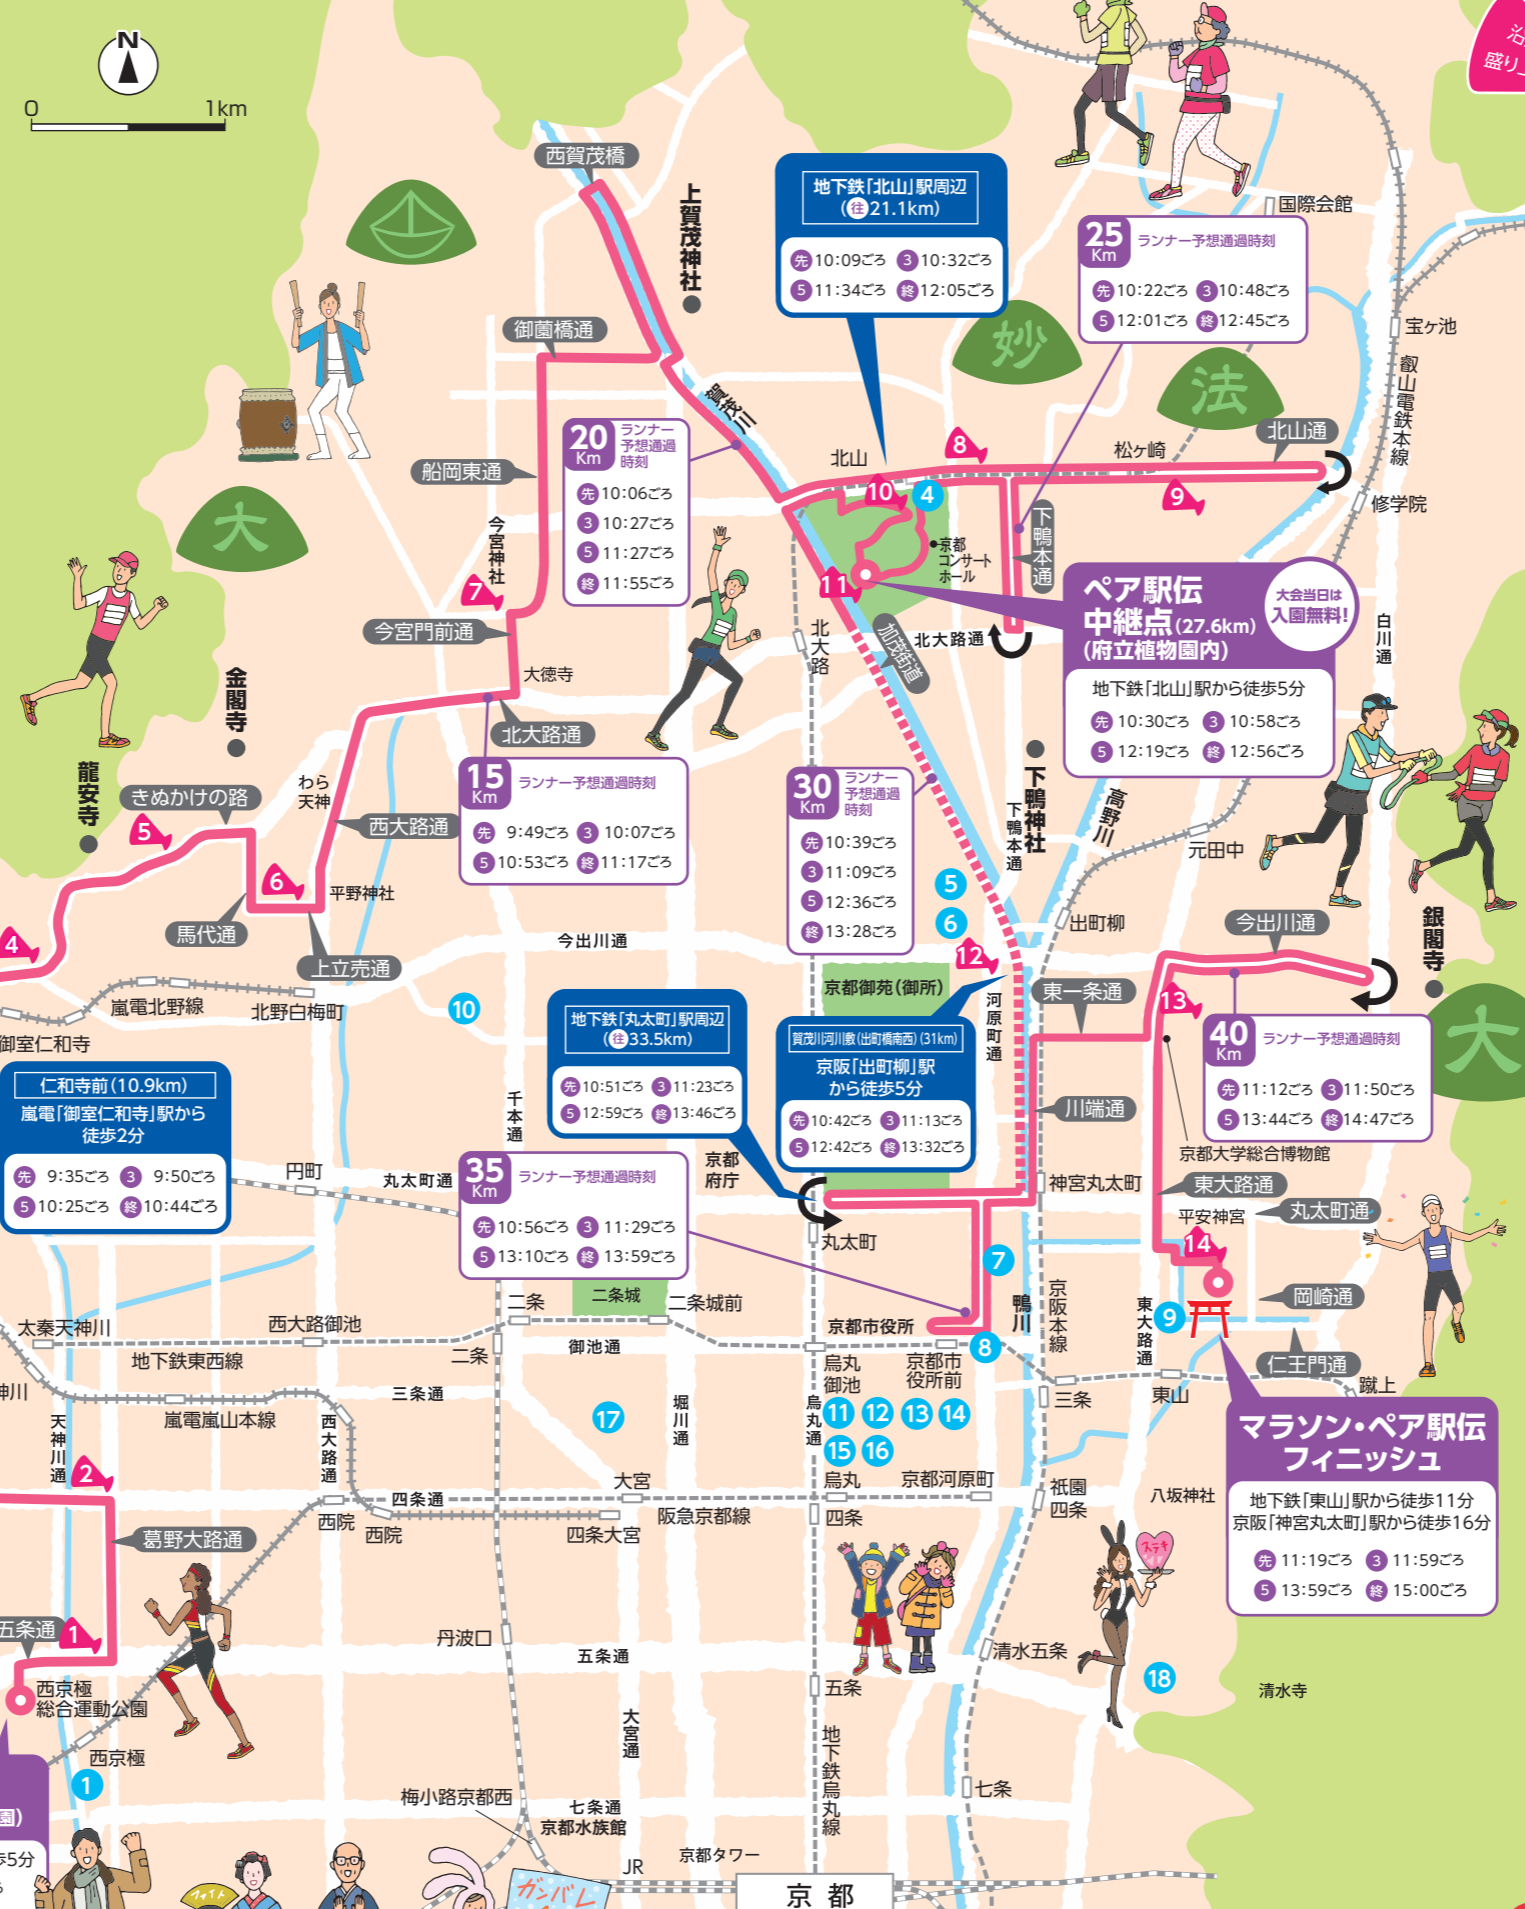 N
0 1km
沿
盛り
西賀茂橋
上賀茂神社
地下鉄「北山」駅周辺
(往21.1km)
先10:09ごろ 3 10:32ごろ
5 11:34ごろ 終12:05ごろ
国際会館
25Km
ランナー予想通過時刻
先10:22ごろ 3 10:48ごろ
5 12:01ごろ 終12:45ごろ
御薗橋通
妙
法
宝ヶ池
叡山電鉄本線
賀茂川
20Km
ランナー
予想通過
時刻
先10:06ごろ
3 10:27ごろ
5 11:27ごろ
終11:55ごろ
船岡東通
北山
8
松ヶ崎
北山通
10
4
9
修学院
大
今宮神社
7
京都
コンサート
ホール
下鴨本通
11
ペア駅伝
中継点(27.6km)
(府立植物園内)
大会当日は
入園無料!
地下鉄「北山」駅から徒歩5分
先10:30ごろ 3 10:58ごろ
5 12:19ごろ 終12:56ごろ
今宮門前通
北大路
加茂街道
北大路通
白川通
金閣寺
大徳寺
北大路通
龍安寺
きぬかけの路
わら
天神
15Km
ランナー予想通過時刻
先 9:49ごろ 3 10:07ごろ
5 10:53ごろ 終11:17ごろ
30Km
ランナー
予想通過
時刻
先10:39ごろ
3 11:09ごろ
5 12:36ごろ
終13:28ごろ
下鴨神社
下鴨本通
高野川
元田中
5
西大路通
6
平野神社
5
6
4
馬代通
上立売通
今出川通
12
出町柳
今出川通
銀閣寺
嵐電北野線
北野白梅町
10
京都御苑(御所)
河原町通
東一条通
13
大
御室仁和寺
仁和寺前(10.9km)
嵐電「御室仁和寺」駅から
徒歩2分
先 9:35ごろ 3 9:50ごろ
5 10:25ごろ 終10:44ごろ
地下鉄「丸太町」駅周辺
(往33.5km)
先10:51ごろ 3 11:23ごろ
5 12:59ごろ 終13:46ごろ
賀茂川河川敷(出町橋南西)(31km)
京阪「出町柳」駅
から徒歩5分
先10:42ごろ 3 11:13ごろ
5 12:42ごろ 終13:32ごろ
40Km
ランナー予想通過時刻
先11:12ごろ 3 11:50ごろ
5 13:44ごろ 終14:47ごろ
千本通
川端通
京都大学総合博物館
円町
丸太町通
35Km
ランナー予想通過時刻
先10:56ごろ 3 11:29ごろ
5 13:10ごろ 終13:59ごろ
京都
府庁
神宮丸太町
東大路通
平安神宮
丸太町通
丸太町
14
7
二条城
二条
二条城前
京都市役所
鴨川
京阪本線
東大路通
9
岡崎通
太秦天神川
西大路御池
地下鉄東西線
二条
御池通
8
烏丸
御池
京都市
役所前
仁王門通
神川
嵐電嵐山本線
三条通
三条
東山
蹴上
天神川通
西大路通
17
堀川通
烏丸通
11 12 13 14
15 16
マラソン・ペア駅伝
フィニッシュ
地下鉄「東山」駅から徒歩11分
京阪「神宮丸太町」駅から徒歩16分
先11:19ごろ 3 11:59ごろ
5 13:59ごろ 終15:00ごろ
2
大宮
烏丸
京都河原町
祇園
四条
八坂神社
四条通
西院
西院
四条大宮
阪急京都線
四条
葛野大路通
ステキ
五条通
1
丹波口
五条通
清水五条
18
清水寺
西京極
総合運動公園
五条
大宮通
地下鉄烏丸線
西京極
1
梅小路京都西
七条通
京都水族館
七条
園)
歩5分
JR
京都タワー
京都
ファイト
ガンバレ